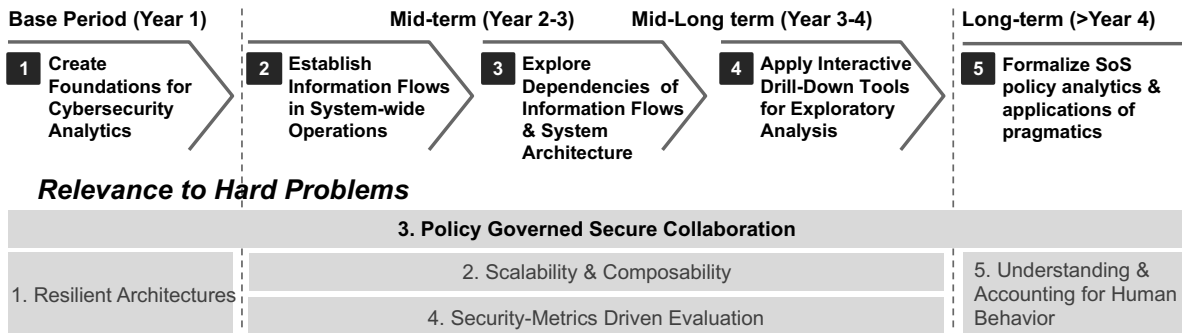 Base Period (Year 1)
Mid-term (Year 2-3)
Mid-Long term (Year 3-4)
Long-term (>Year 4)
1
Create
Foundations for
Cybersecurity
Analytics
2
Establish
Information Flows
in System-wide
Operations
3
Explore
Dependencies of
Information Flows
& System
Architecture
4
Apply Interactive
Drill-Down Tools
for Exploratory
Analysis
5
Formalize SoS
policy analytics &
applications of
pragmatics
Relevance to Hard Problems
3. Policy Governed Secure Collaboration
1. Resilient Architectures
2. Scalability & Composability
4. Security-Metrics Driven Evaluation
5. Understanding &
Accounting for Human
Behavior